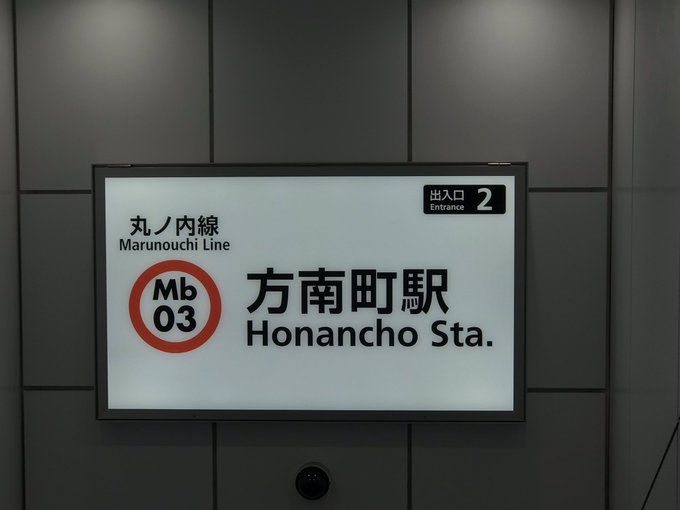 出入口
Entrance
2
丸ノ内線
Marunouchi Line
Mb
03
方南町駅
Honancho Sta.